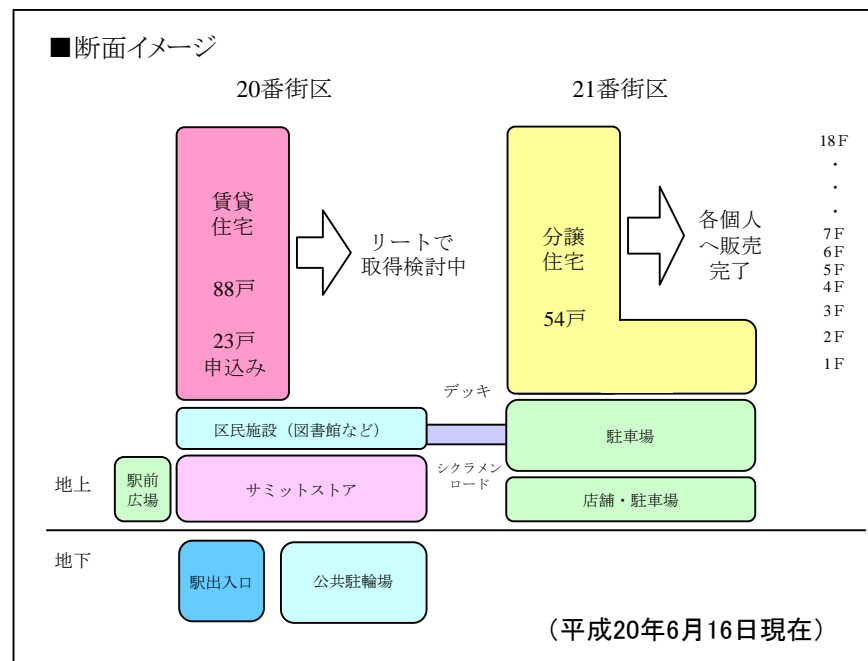 ■断面イメージ
20番街区
21番街区
賃貸
住宅
88戸
23戸
申込み
リートで
取得検討中
分譲
住宅
54戸
各個人
へ販売
完了
18F
・
・
・
7F
6F
5F
4F
3F
2F
1F
デッキ
区民施設（図書館など）
駐車場
シクラメン
ロード
地上
駅前
広場
サミットストア
店舗・駐車場
地下
駅出入口
公共駐輪場
（平成20年6月16日現在）